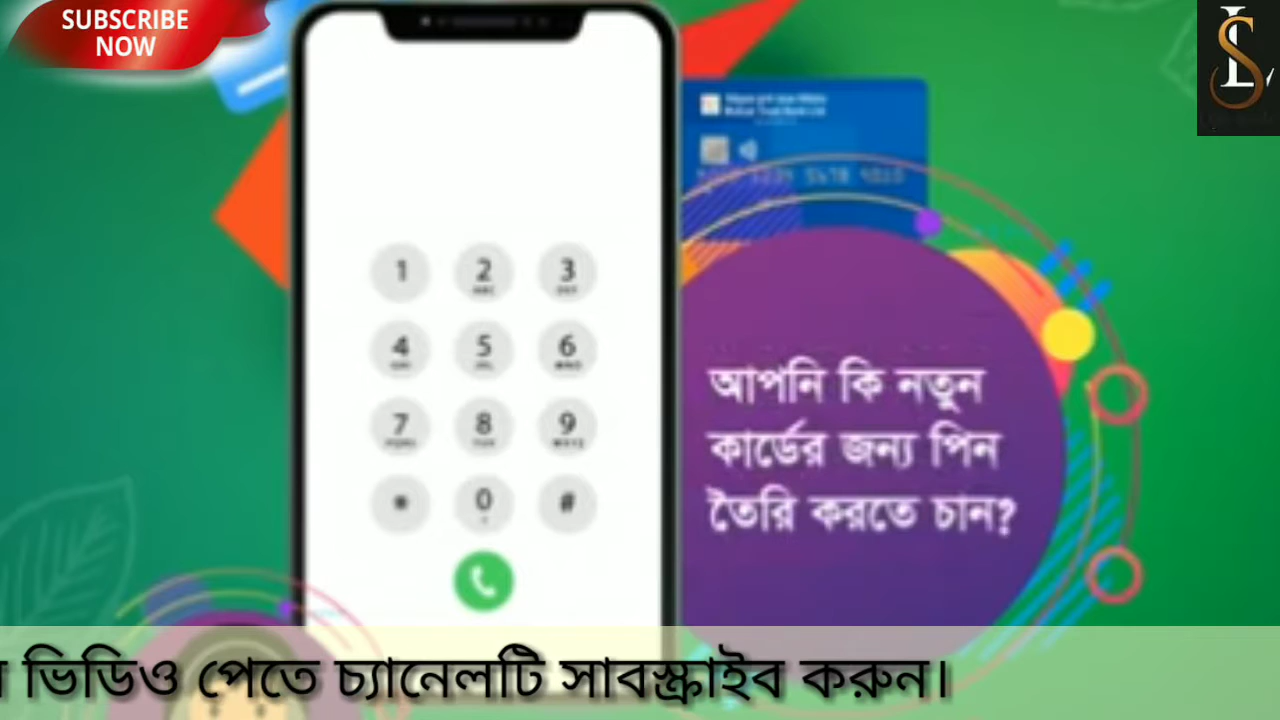 SUBSCRIBE
NOW
LS
1 2 3
4 5 6
7 8 9
* 0 #
আপনি কি নতুন
কার্ডের জন্য পিন
তৈরি করতে চান?
ভিডিও পেতে চ্যানেলটি সাবস্ক্রাইব করুন।